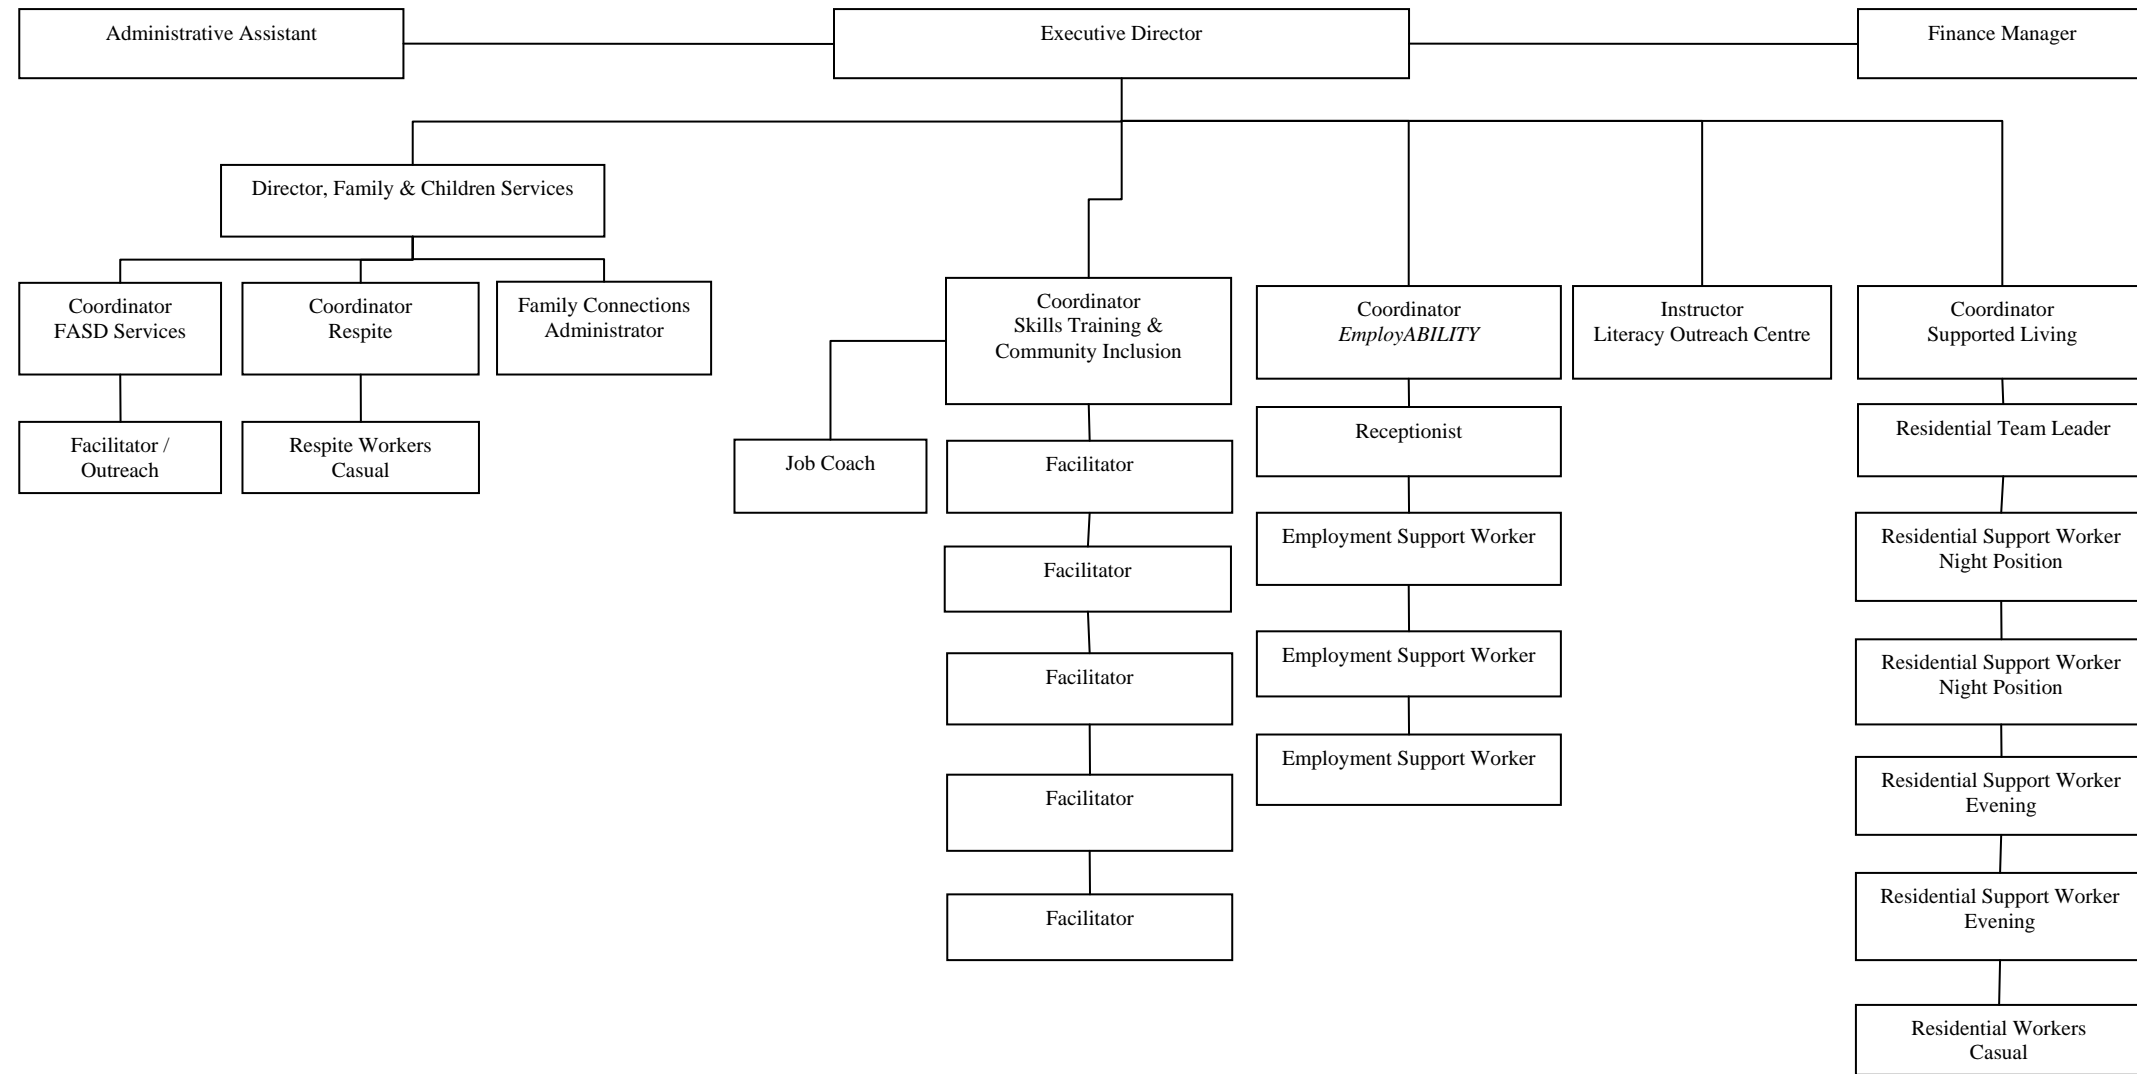 Administrative Assistant
Executive Director
Finance Manager
Director, Family & Children Services
Coordinator
FASD Services
Coordinator
Respite
Family Connections
Administrator
Facilitator /
Outreach
Respite Workers
Casual
Coordinator
Skills Training &
Community Inclusion
Job Coach
Facilitator
Facilitator
Facilitator
Facilitator
Facilitator
Coordinator
EmployABILITY
Receptionist
Employment Support Worker
Employment Support Worker
Employment Support Worker
Instructor
Literacy Outreach Centre
Coordinator
Supported Living
Residential Team Leader
Residential Support Worker
Night Position
Residential Support Worker
Night Position
Residential Support Worker
Evening
Residential Support Worker
Evening
Residential Workers
Casual